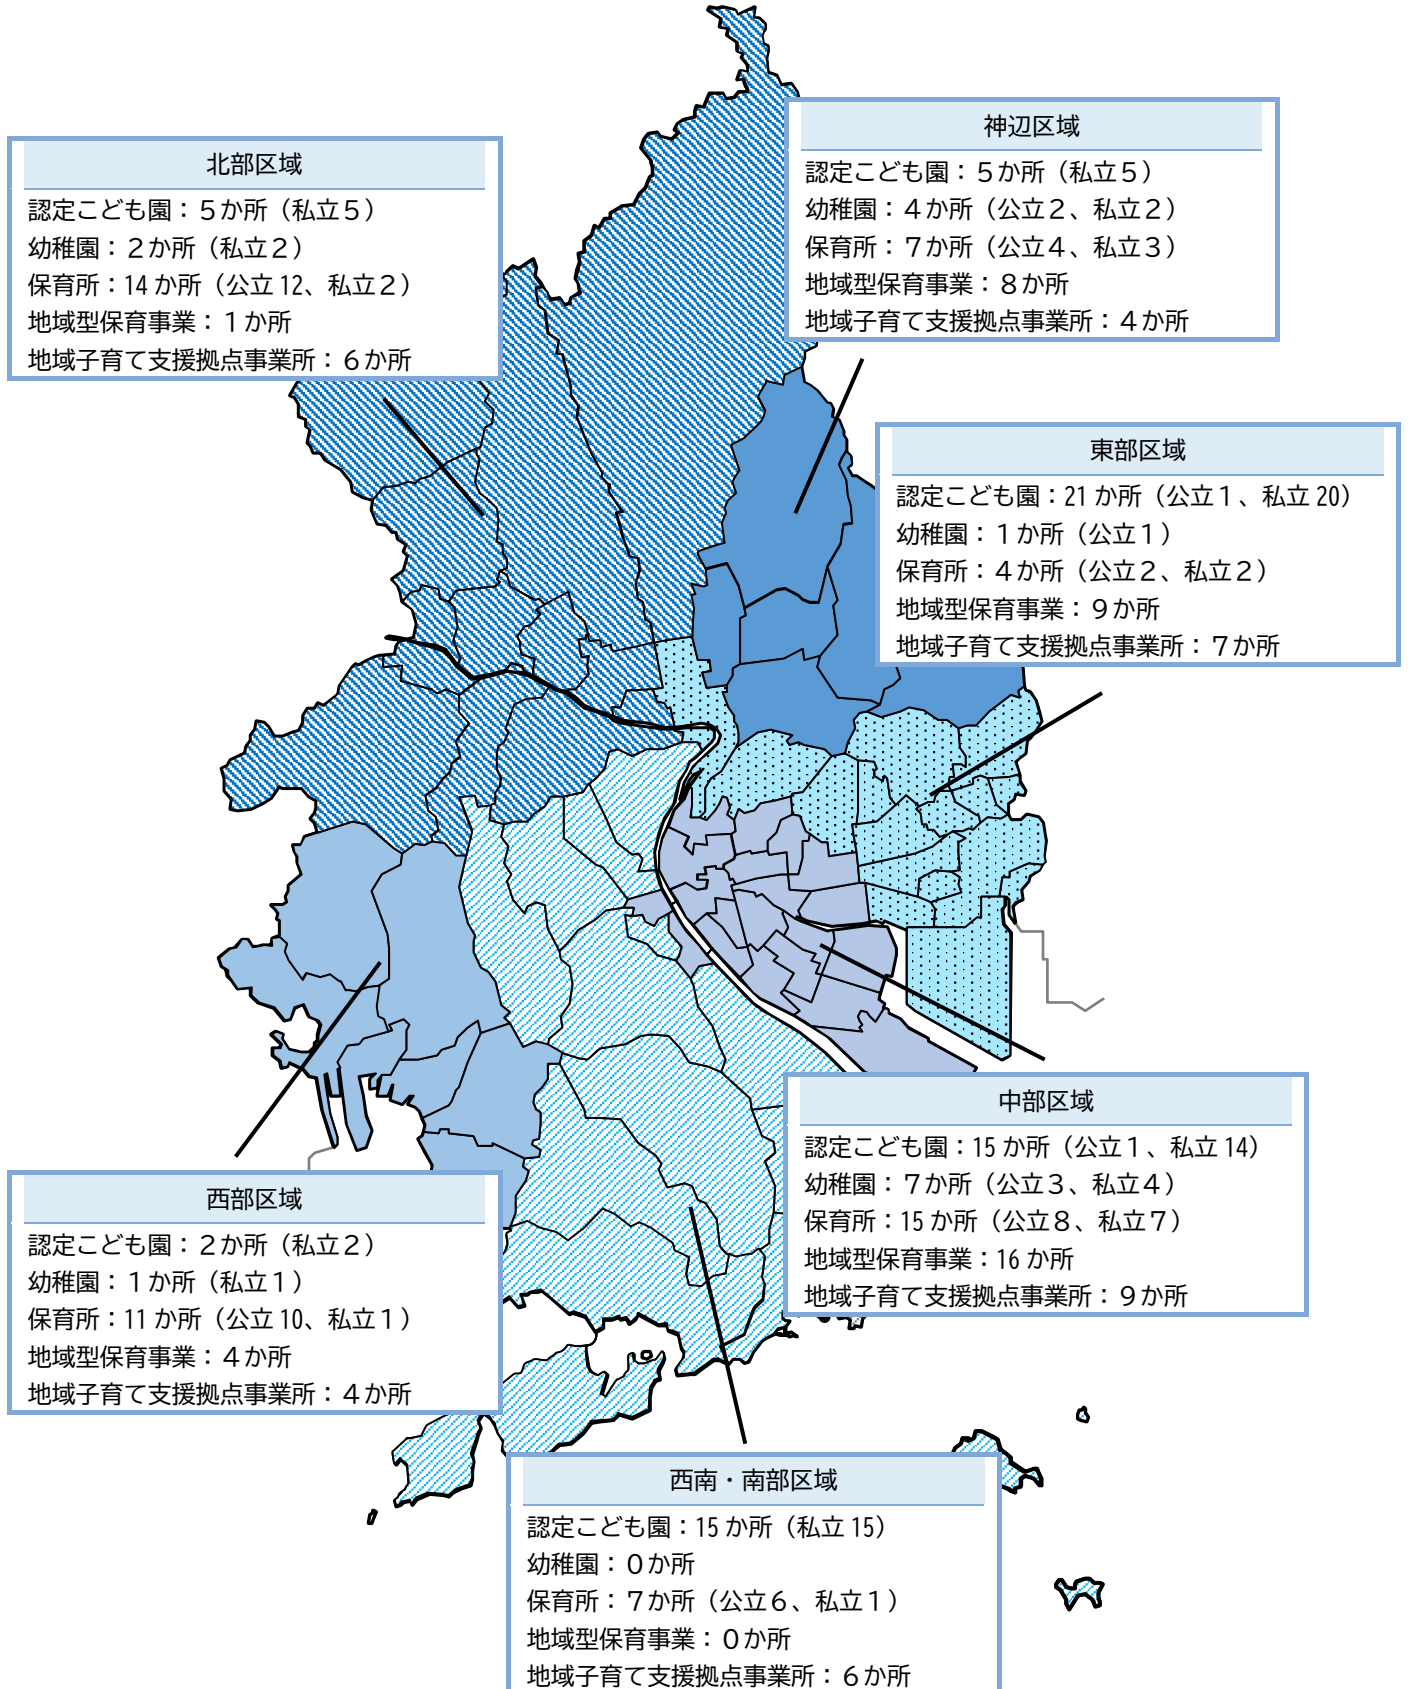 神辺区域
認定こども園：５か所（私立５）
幼稚園：４か所（公立２、私立２）
保育所：７か所（公立４、私立３）
地域型保育事業：８か所
地域子育て支援拠点事業所：４か所
北部区域
認定こども園：５か所（私立５）
幼稚園：２か所（私立２）
保育所：14 か所（公立 12、私立２）
地域型保育事業：１か所
地域子育て支援拠点事業所：６か所
東部区域
認定こども園：21 か所（公立１、私立 20）
幼稚園：１か所（公立１）
保育所：４か所（公立２、私立２）
地域型保育事業：９か所
地域子育て支援拠点事業所：７か所
中部区域
認定こども園：15 か所（公立１、私立 14）
幼稚園：７か所（公立３、私立４）
保育所：15 か所（公立８、私立７）
地域型保育事業：16 か所
地域子育て支援拠点事業所：９か所
西部区域
認定こども園：２か所（私立２）
幼稚園：１か所（私立１）
保育所：11 か所（公立 10、私立１）
地域型保育事業：４か所
地域子育て支援拠点事業所：４か所
西南・南部区域
認定こども園：15 か所（私立 15）
幼稚園：０か所
保育所：７か所（公立６、私立１）
地域型保育事業：０か所
地域子育て支援拠点事業所：６か所